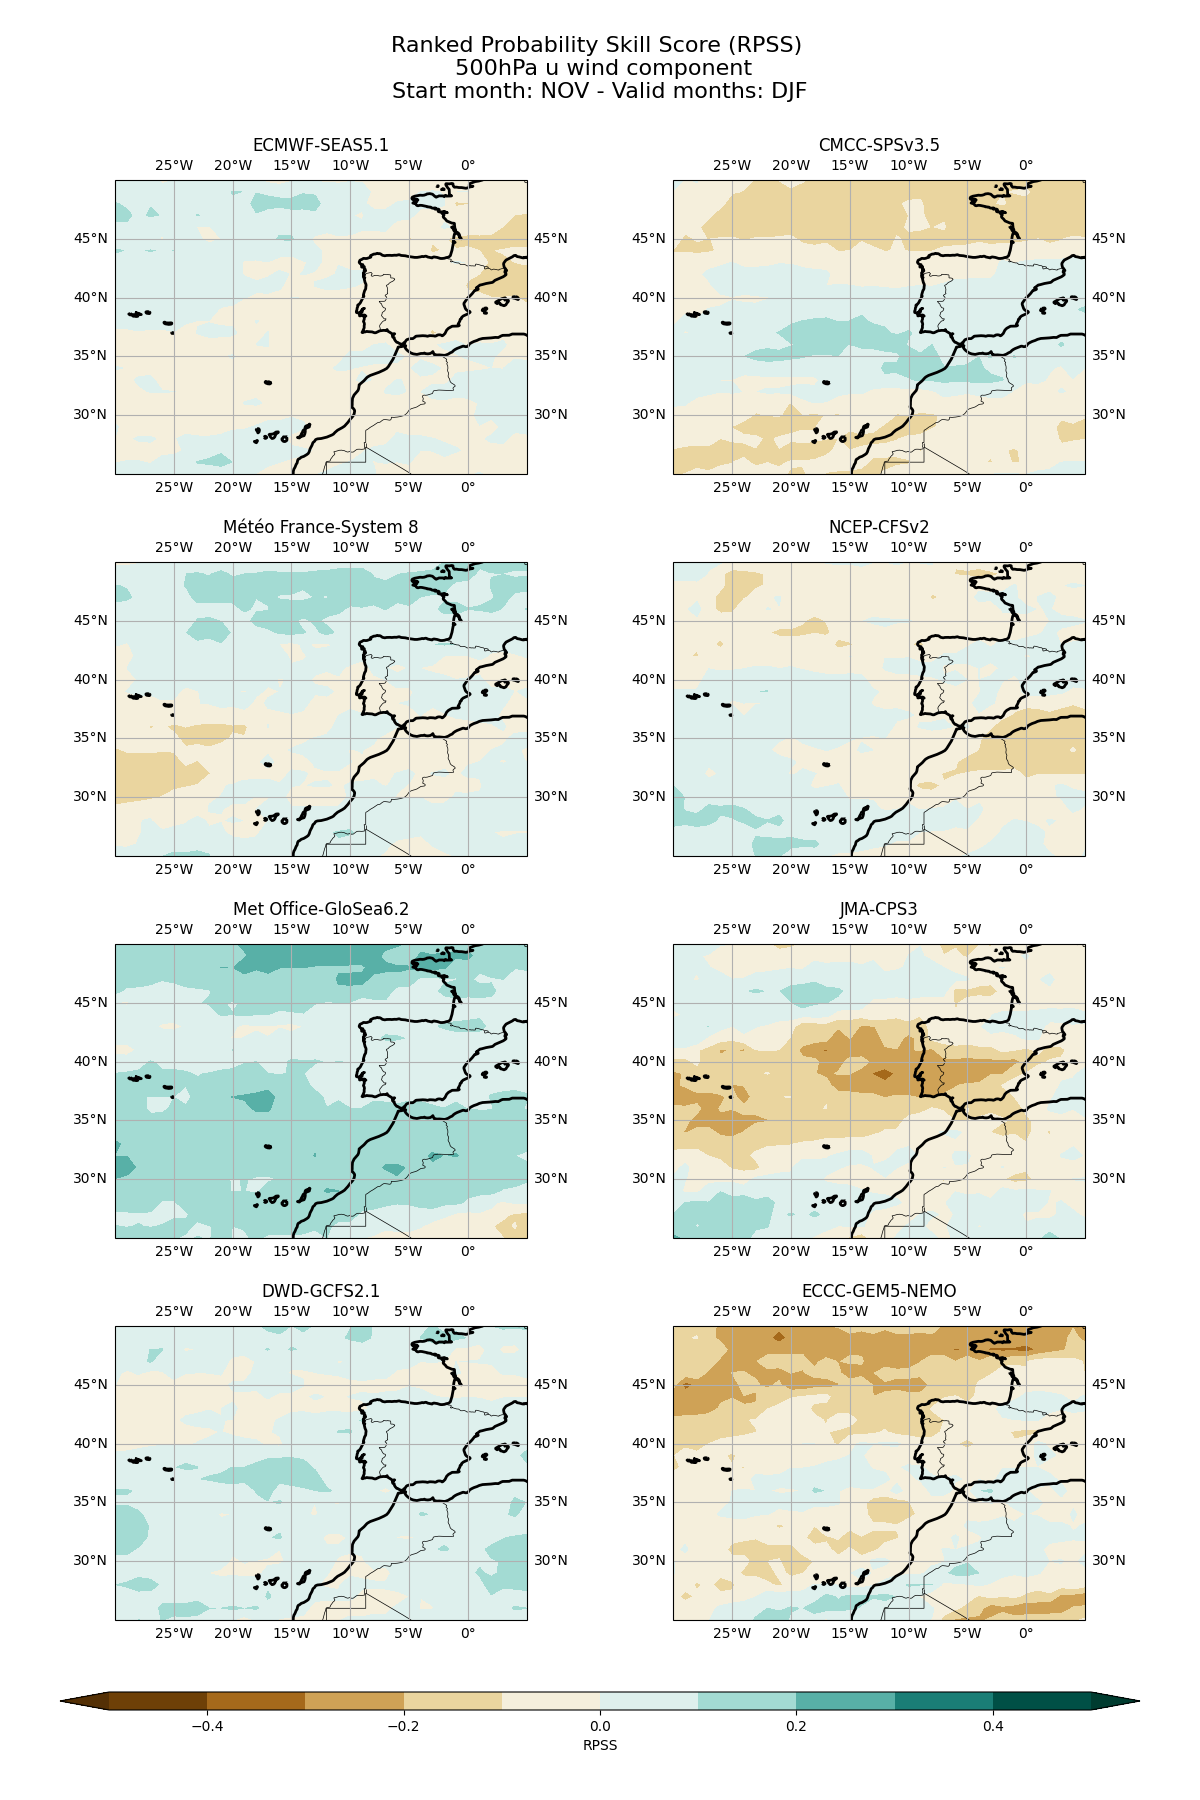 Ranked Probability Skill Score (RPSS)
500hPa u wind component
Start month: NOV - Valid months: DJF
ECMWF-SEAS5.1
25°W 20°W 15°W 10°W 5°W 0°
45°N 45°N
40°N 40°N
35°N 35°N
30°N 30°N
25°W 20°W 15°W 10°W 5°W 0°
CMCC-SPSv3.5
25°W 20°W 15°W 10°W 5°W 0°
45°N 45°N
40°N 40°N
35°N 35°N
30°N 30°N
25°W 20°W 15°W 10°W 5°W 0°
Météo France-System 8
25°W 20°W 15°W 10°W 5°W 0°
45°N 45°N
40°N 40°N
35°N 35°N
30°N 30°N
25°W 20°W 15°W 10°W 5°W 0°
NCEP-CFSv2
25°W 20°W 15°W 10°W 5°W 0°
45°N 45°N
40°N 40°N
35°N 35°N
30°N 30°N
25°W 20°W 15°W 10°W 5°W 0°
Met Office-GloSea6.2
25°W 20°W 15°W 10°W 5°W 0°
45°N 45°N
40°N 40°N
35°N 35°N
30°N 30°N
25°W 20°W 15°W 10°W 5°W 0°
JMA-CPS3
25°W 20°W 15°W 10°W 5°W 0°
45°N 45°N
40°N 40°N
35°N 35°N
30°N 30°N
25°W 20°W 15°W 10°W 5°W 0°
DWD-GCFS2.1
25°W 20°W 15°W 10°W 5°W 0°
45°N 45°N
40°N 40°N
35°N 35°N
30°N 30°N
25°W 20°W 15°W 10°W 5°W 0°
ECCC-GEM5-NEMO
25°W 20°W 15°W 10°W 5°W 0°
45°N 45°N
40°N 40°N
35°N 35°N
30°N 30°N
25°W 20°W 15°W 10°W 5°W 0°
−0.4 −0.2 0.0 0.2 0.4
RPSS